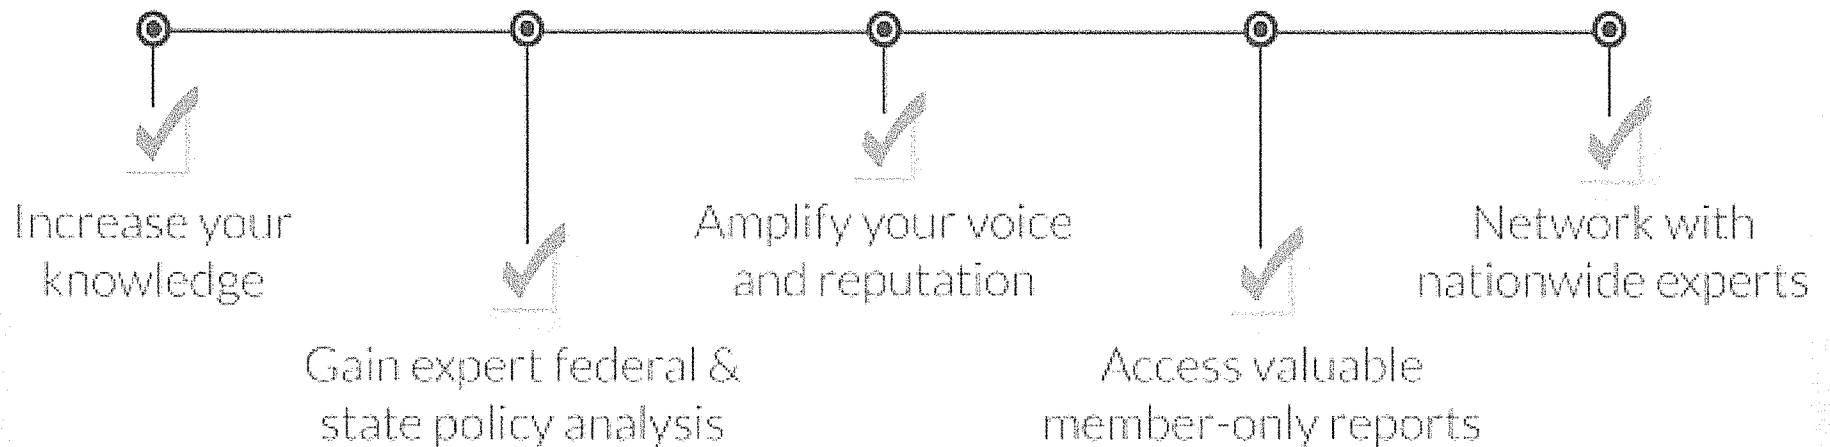 Increase your
knowledge
Gain expert federal &
state policy analysis
Amplify your voice
and reputation
Access valuable
member-only reports
Network with
nationwide experts